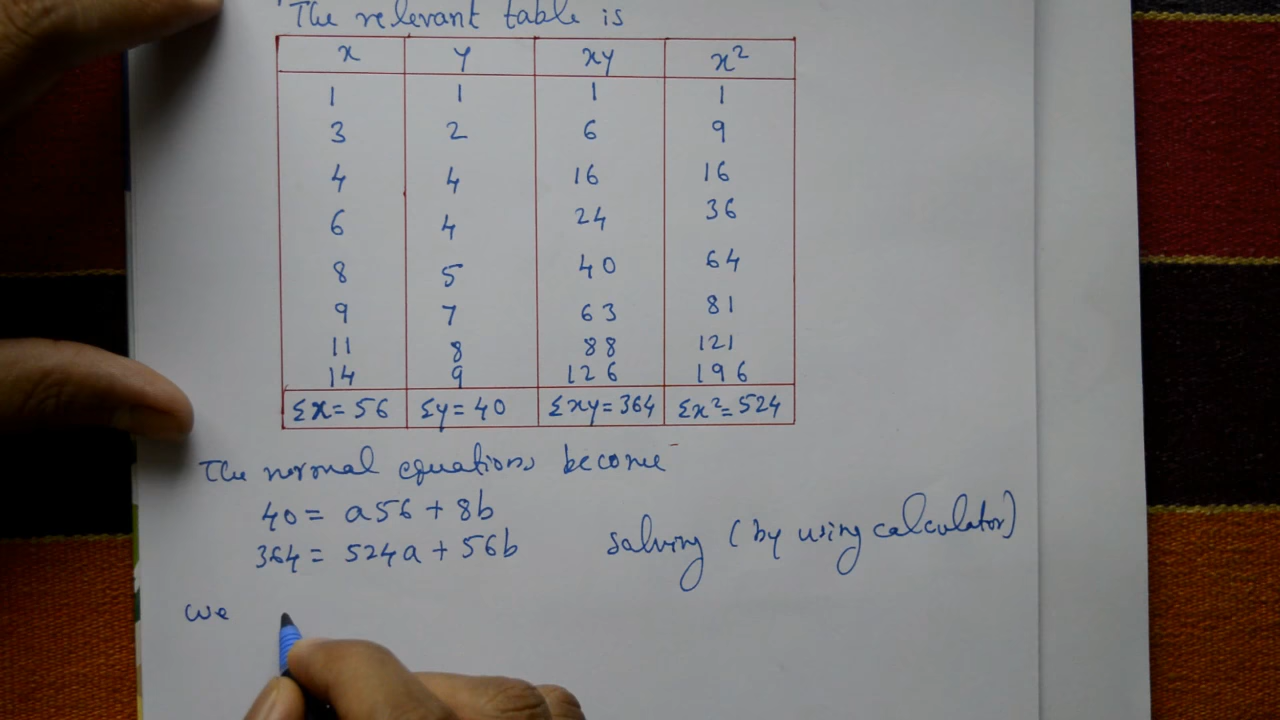 The relevant table is
x y xy x²
1 1 1 1
3 2 6 9
4 4 16 16
6 4 24 36
8 5 40 64
9 7 63 81
11 8 88 121
14 9 126 196
Σx=56 Σy=40 Σxy=364 Σx²=524
The normal equations become
40 = a56 + 8b
364 = 524a + 56b solving (by using calculator)
we